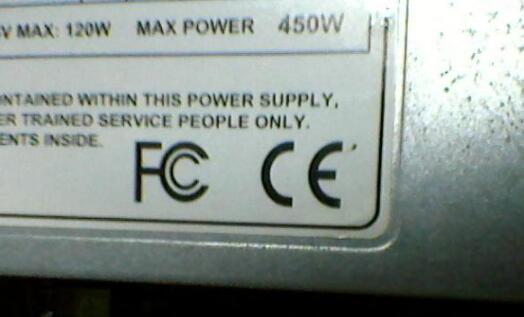 V MAX: 120W MAX POWER 450W
NTAINED WITHIN THIS POWER SUPPLY,
ER TRAINED SERVICE PEOPLE ONLY.
ENTS INSIDE.
FC CE